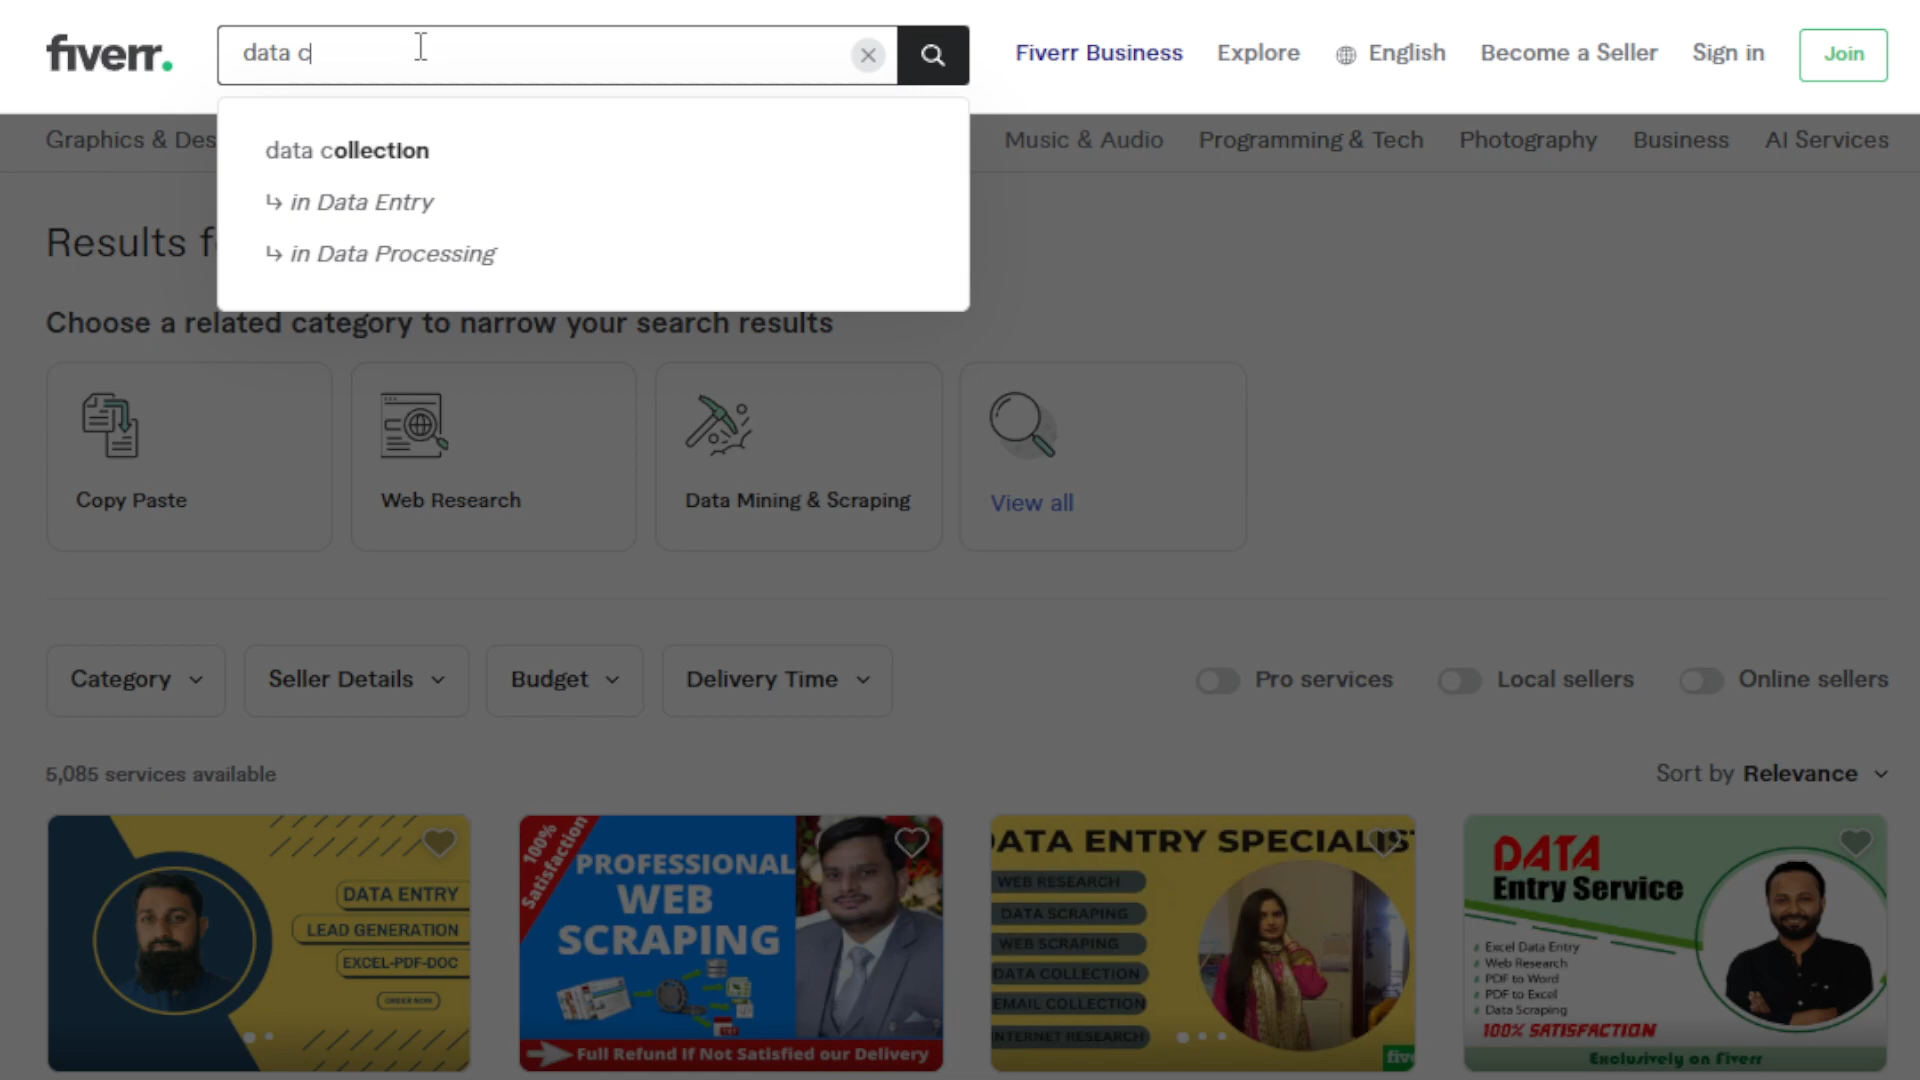 fiverr.
data c
Fiverr Business
Explore
English
Become a Seller
Sign in
Join
data collection
↳ in Data Entry
↳ in Data Processing
Graphics & Des
Music & Audio
Programming & Tech
Photography
Business
AI Services
Results f
Choose a related category to narrow your search results
Copy Paste
Web Research
Data Mining & Scraping
View all
Category
Seller Details
Budget
Delivery Time
Pro services
Local sellers
Online sellers
5,085 services available
Sort by Relevance
DATA ENTRY
LEAD GENERATION
EXCEL-PDF-DOC
ORDER NOW
100%
Satisfaction
PROFESSIONAL
WEB
SCRAPING
Full Refund If Not Satisfied our Delivery
DATA ENTRY SPECIALIST
WEB RESEARCH
DATA SCRAPING
WEB SCRAPING
DATA COLLECTION
EMAIL COLLECTION
INTERNET RESEARCH
five
DATA
Entry Service
Excel Data Entry
Web Research
PDF to Word
PDF to Excel
Data Scraping
100% SATISFACTION
Exclusively on Fiverr